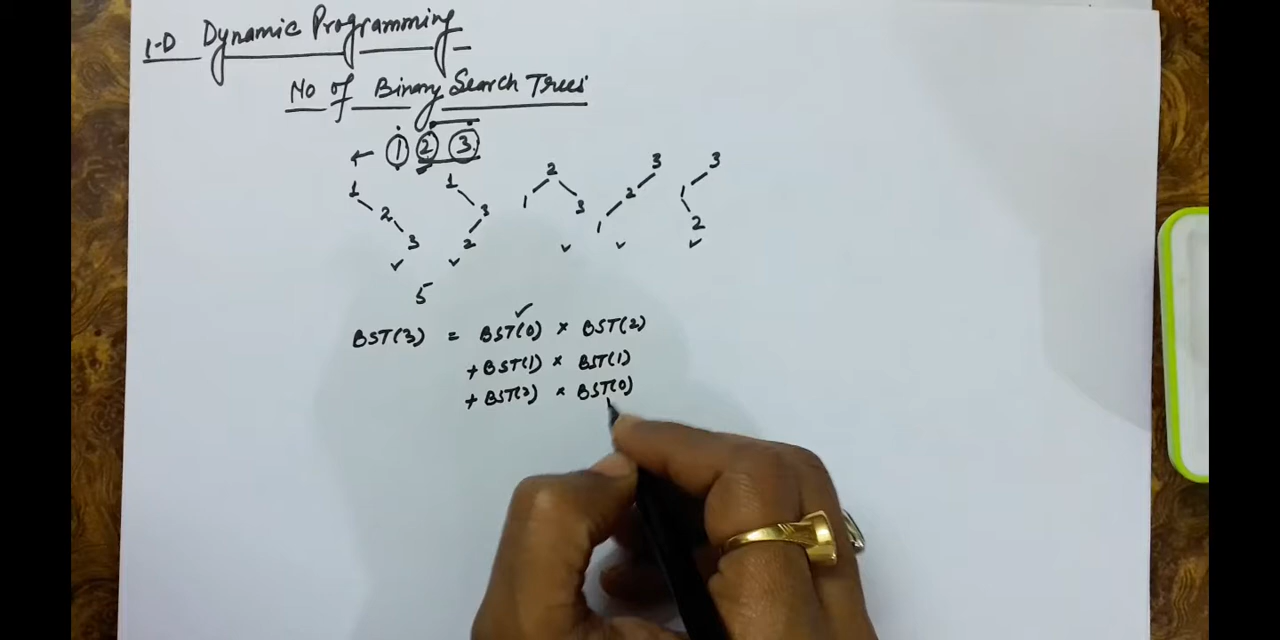 1-D Dynamic Programming
No of Binary Search Trees
← 1 2 3
1 1 2 3 3
2 3 1 3 2 1
3 2 1 2
5
BST(3) = BST(0) × BST(2)
+ BST(1) × BST(1)
+ BST(2) × BST(0)